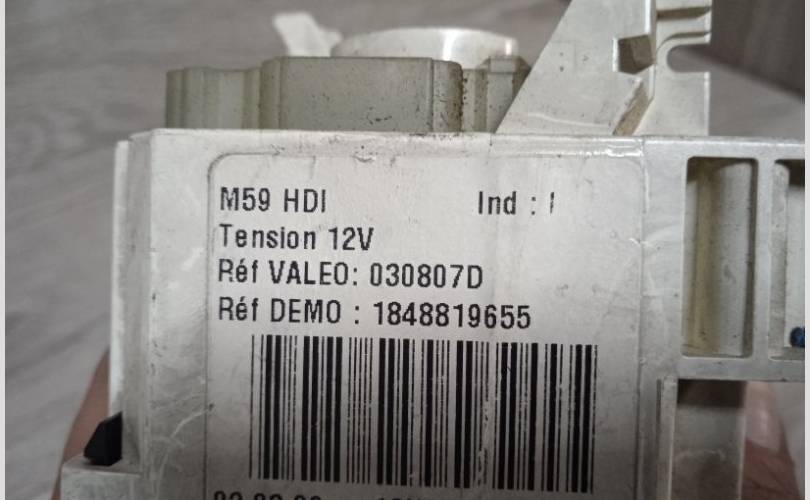 M59 HDI Ind :
Tension 12V
Réf VALEO: 030807D
Réf DEMO : 1848819655